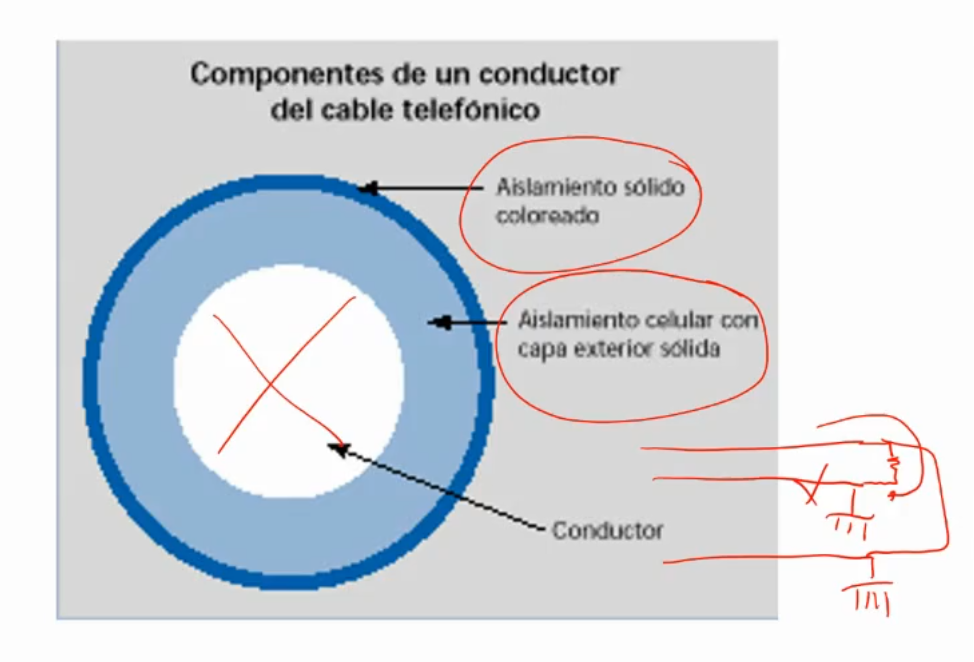 Componentes de un conductor
del cable telefónico
Aislamiento sólido
coloreado
Aislamiento celular con
capa exterior sólida
Conductor